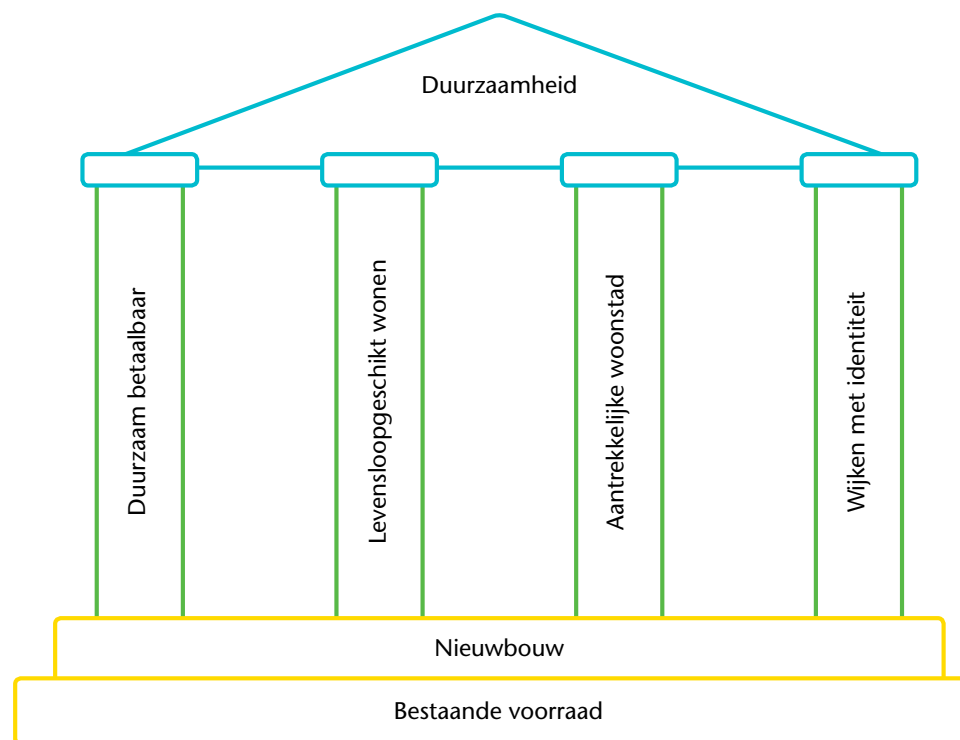 Duurzaamheid
Duurzaam betaalbaar
Levensloopgeschikt wonen
Aantrekkelijke woonstad
Wijken met identiteit
Nieuwbouw
Bestaande voorraad